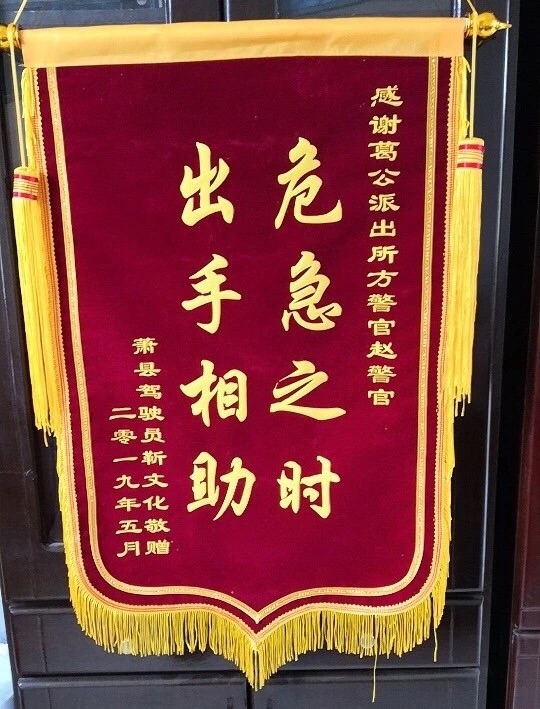 感谢葛公派出所方警官赵警官
危急之时
出手相助
萧县驾驶员靳文化敬赠
二零一九年五月